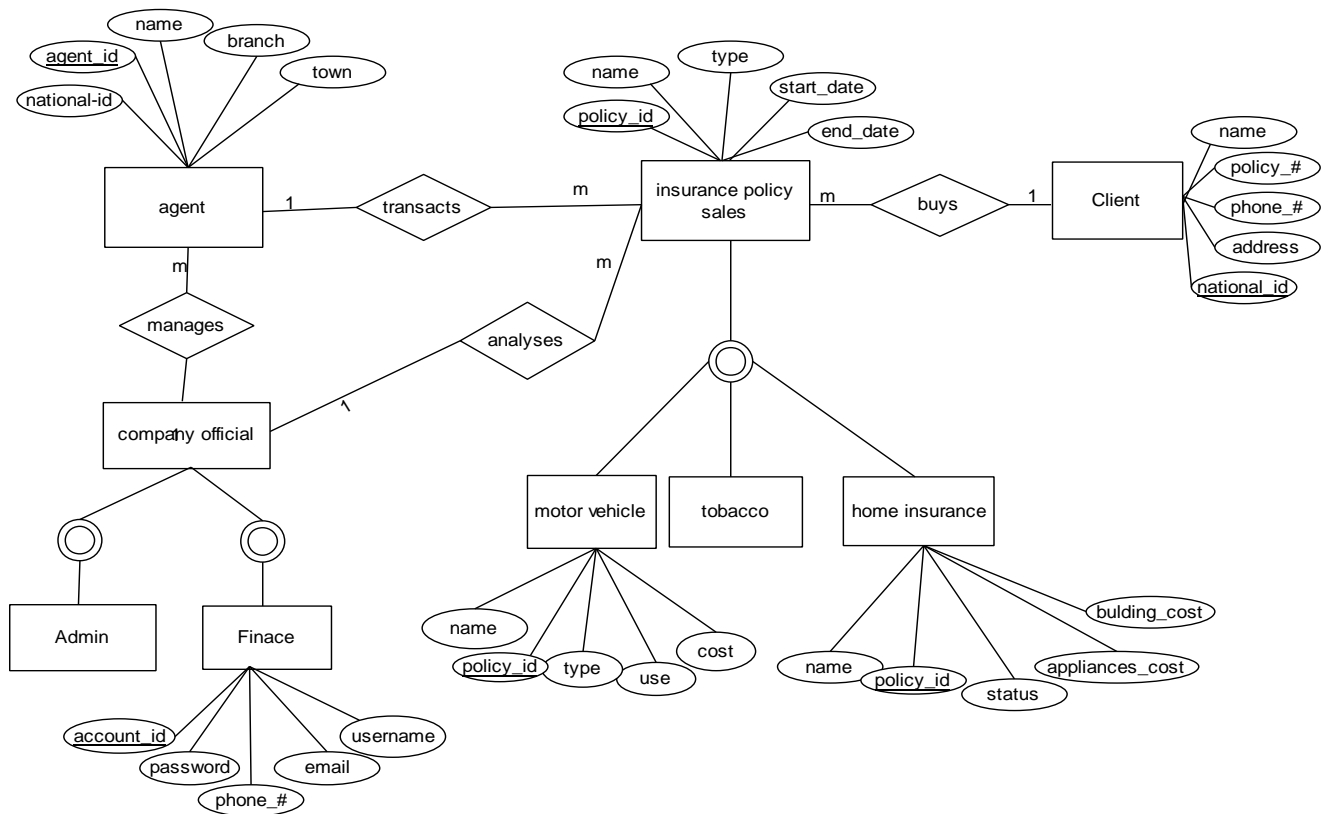 name
agent_id
branch
town
national-id
agent
1
transacts
m
name
type
policy_id
start_date
end_date
insurance policy
sales
m
buys
1
Client
name
policy_#
phone_#
address
national_id
m
manages
company official
1
1
analyses
m
motor vehicle
tobacco
home insurance
Admin
Finace
name
policy_id
type
use
cost
name
policy_id
status
appliances_cost
bulding_cost
account_id
password
phone_#
email
username